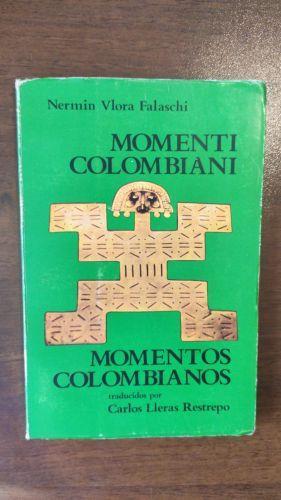 Nermin Vlora Falaschi
MOMENTI
COLOMBIANI
MOMENTOS
COLOMBIANOS
traducidos por
Carlos Lleras Restrepo